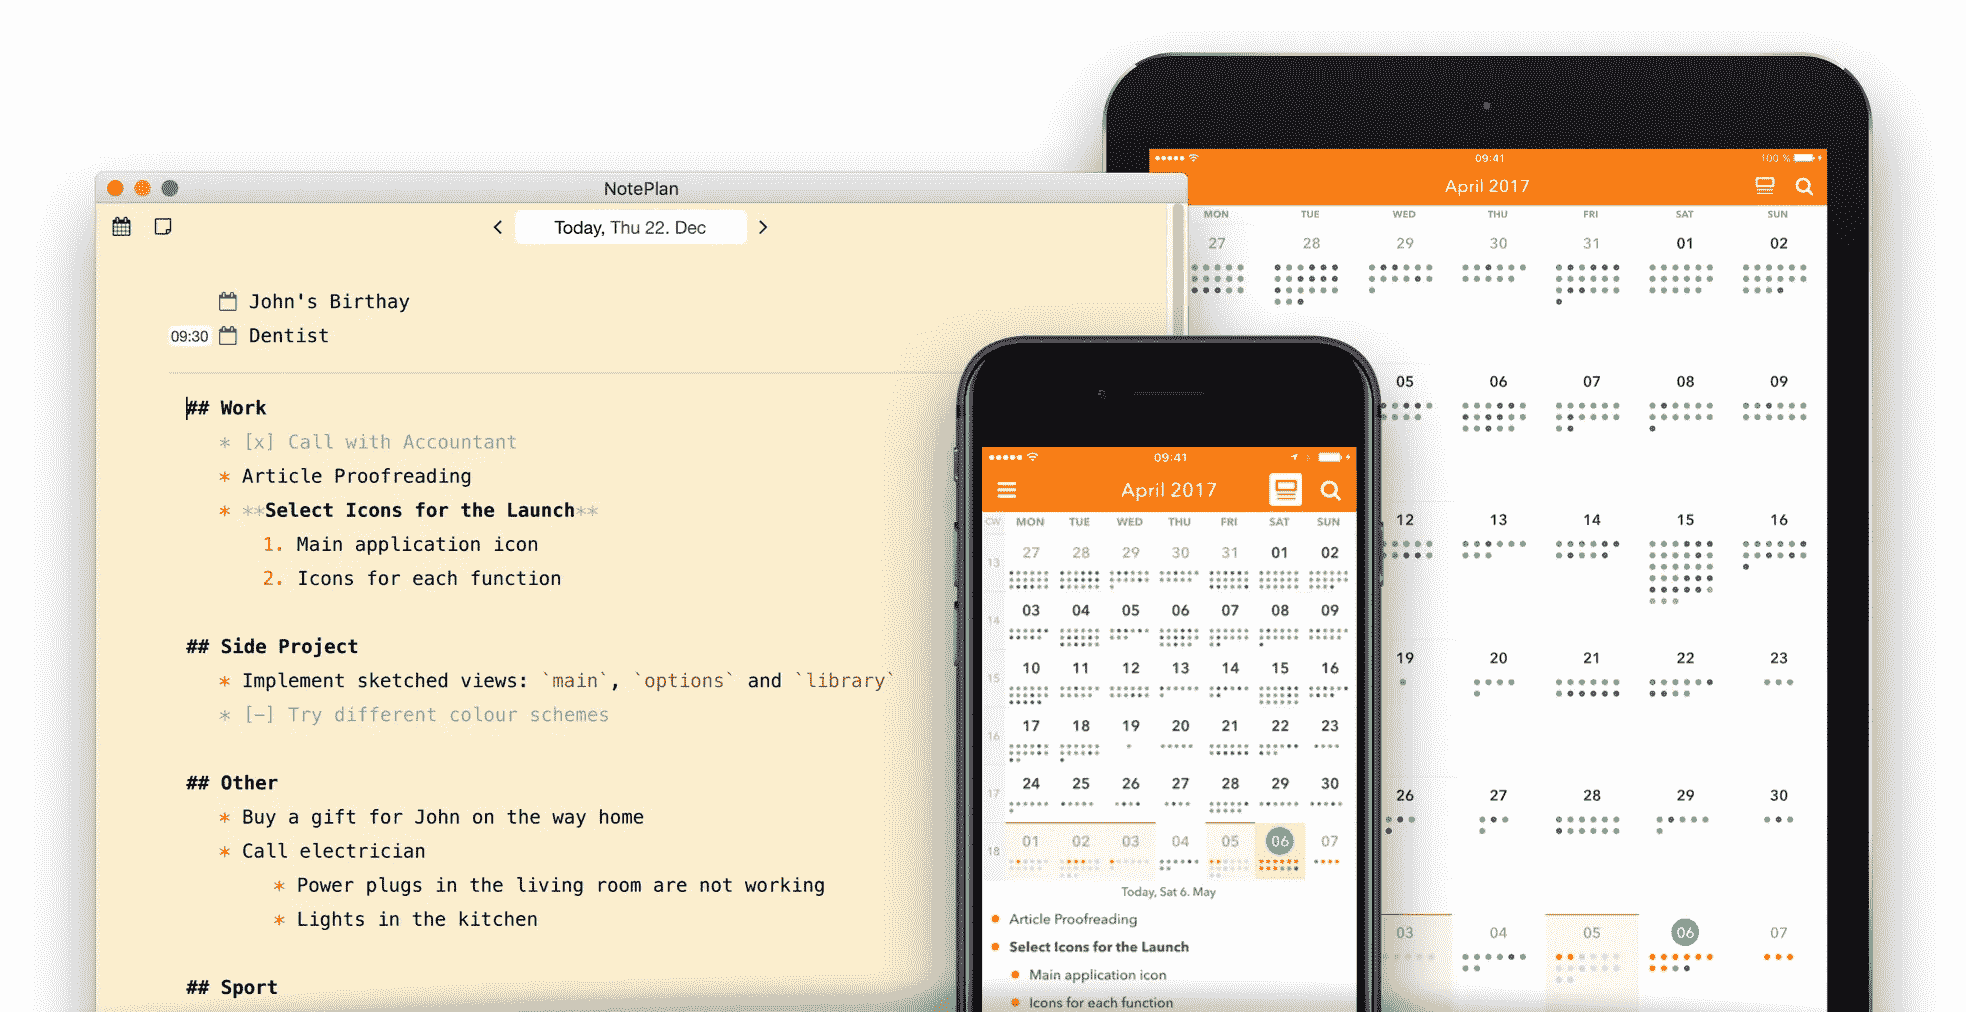 NotePlan
Today, Thu 22. Dec
John's Birthay
09:30 Dentist
## Work
* [x] Call with Accountant
* Article Proofreading
* **Select Icons for the Launch**
1. Main application icon
2. Icons for each function
## Side Project
* Implement sketched views: `main`, `options` and `library`
* [-] Try different colour schemes
## Other
* Buy a gift for John on the way home
* Call electrician
* Power plugs in the living room are not working
* Lights in the kitchen
## Sport
09:41
April 2017
CW MON TUE WED THU FRI SAT SUN
13 27 28 29 30 31 01 02
14 03 04 05 06 07 08 09
15 10 11 12 13 14 15 16
16 17 18 19 20 21 22 23
17 24 25 26 27 28 29 30
18 01 02 03 04 05 06 07
Today, Sat 6. May
Article Proofreading
Select Icons for the Launch
Main application icon
Icons for each function
09:41 100 %
April 2017
MON TUE WED THU FRI SAT SUN
27 28 29 30 31 01 02
05 06 07 08 09
12 13 14 15 16
19 20 21 22 23
26 27 28 29 30
03 04 05 06 07